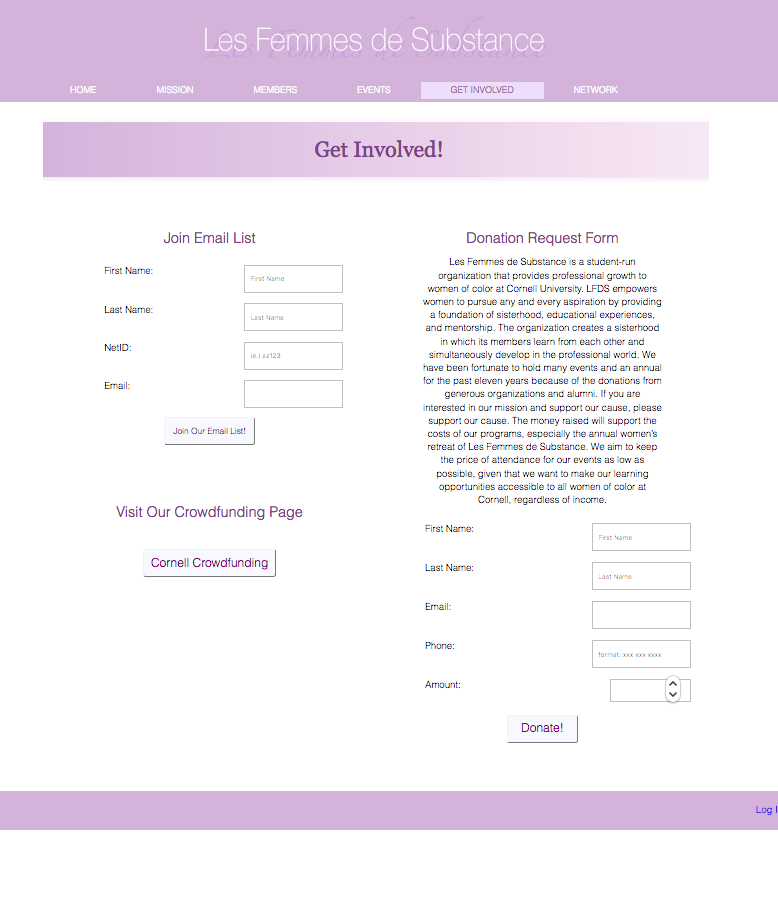 Les Femmes de Substance
HOME MISSION MEMBERS EVENTS GET INVOLVED NETWORK
Get Involved!
Join Email List
First Name: First Name
Last Name: Last Name
NetID: ie.) az123
Email:
Join Our Email List!
Visit Our Crowdfunding Page
Cornell Crowdfunding
Donation Request Form
Les Femmes de Substance is a student-run
organization that provides professional growth to
women of color at Cornell University. LFDS empowers
women to pursue any and every aspiration by providing
a foundation of sisterhood, educational experiences,
and mentorship. The organization creates a sisterhood
in which its members learn from each other and
simultaneously develop in the professional world. We
have been fortunate to hold many events and an annual
for the past eleven years because of the donations from
generous organizations and alumni. If you are
interested in our mission and support our cause, please
support our cause. The money raised will support the
costs of our programs, especially the annual women's
retreat of Les Femmes de Substance. We aim to keep
the price of attendance for our events as low as
possible, given that we want to make our learning
opportunities accessible to all women of color at
Cornell, regardless of income.
First Name: First Name
Last Name: Last Name
Email:
Phone: format: xxx xxx xxxx
Amount:
Donate!
Log I